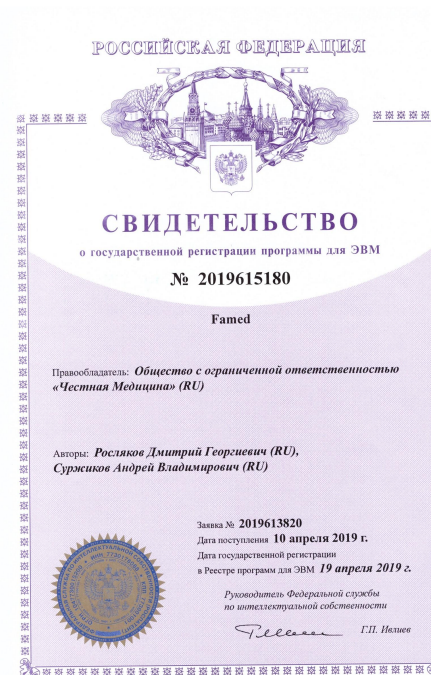 РОССИЙСКАЯ ФЕДЕРАЦИЯ
СВИДЕТЕЛЬСТВО
о государственной регистрации программы для ЭВМ
№ 2019615180
Famed
Правообладатель: Общество с ограниченной ответственностью
«Честная Медицина» (RU)
Авторы: Росляков Дмитрий Георгиевич (RU),
Суржиков Андрей Владимирович (RU)
Заявка № 2019613820
Дата поступления 10 апреля 2019 г.
Дата государственной регистрации
в Реестре программ для ЭВМ 19 апреля 2019 г.
Руководитель Федеральной службы
по интеллектуальной собственности
Г.П. Ивлиев